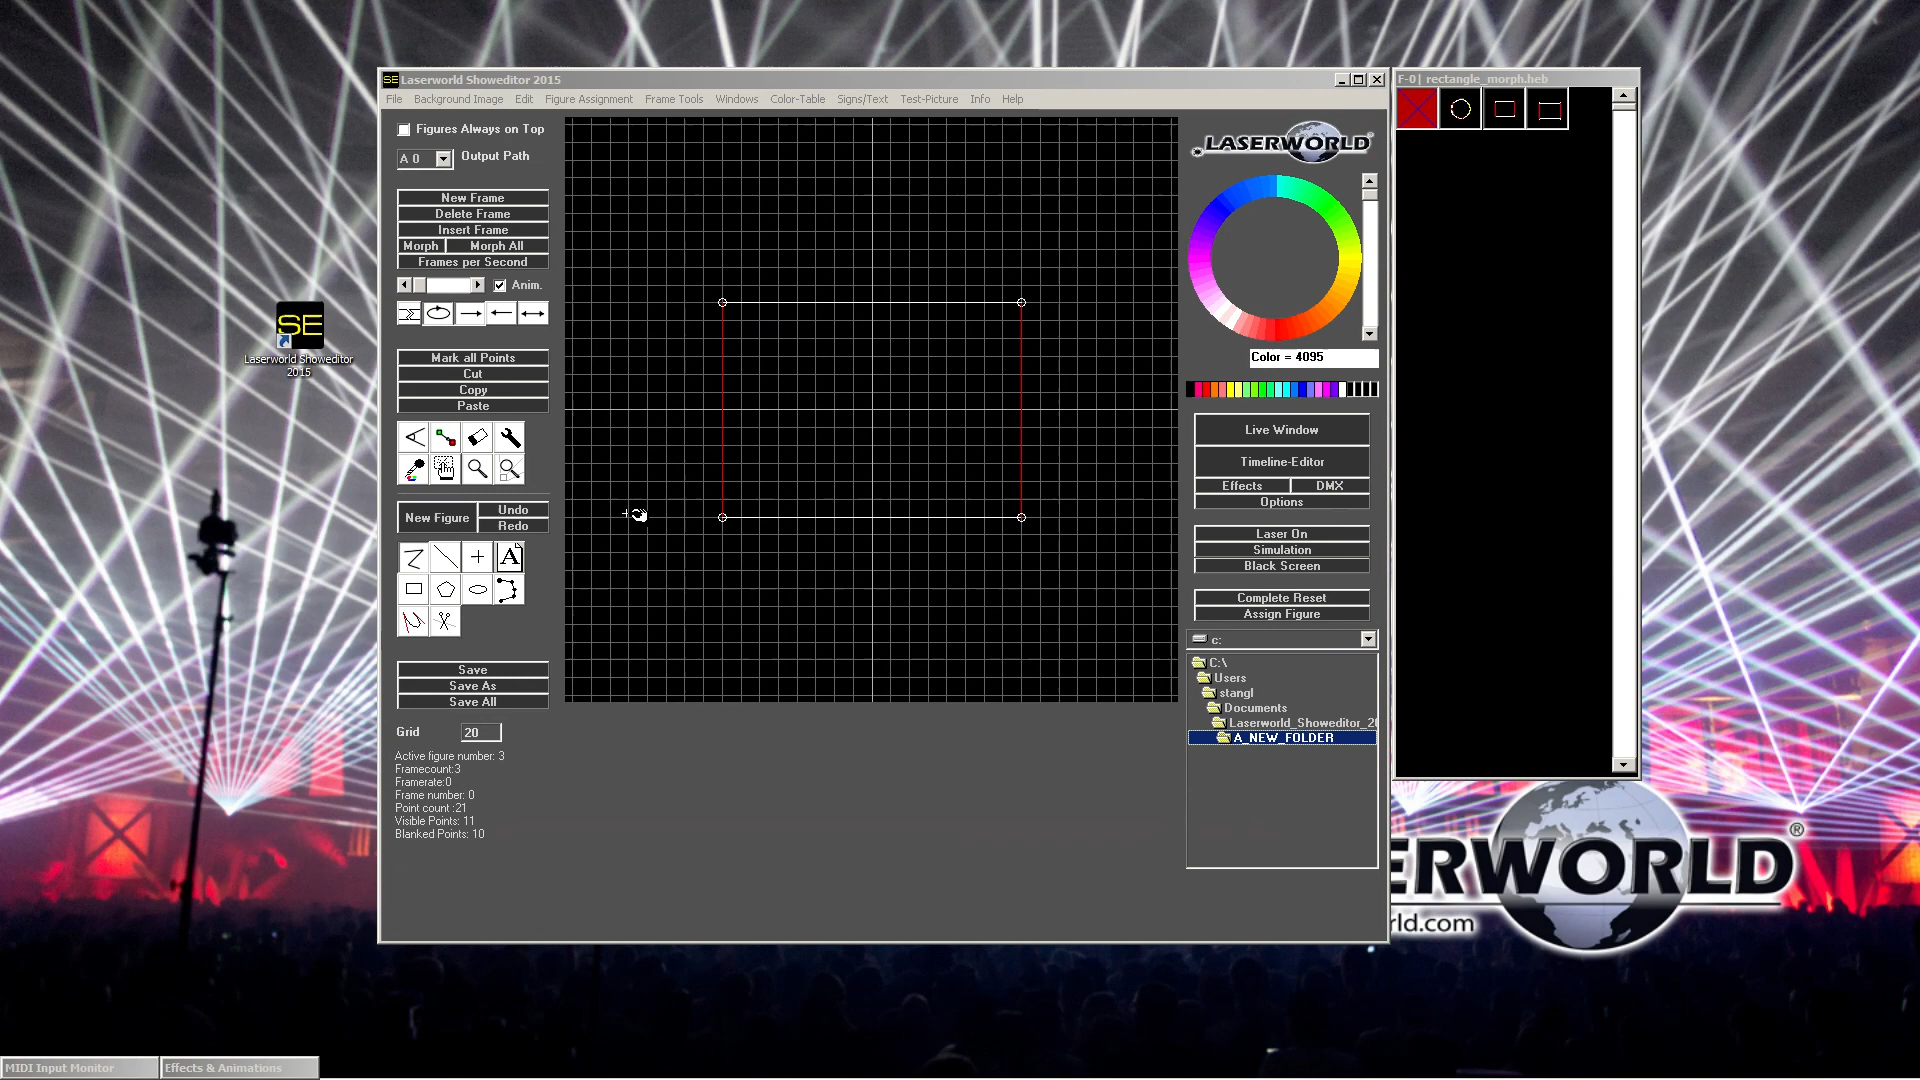 SE Laserworld Showeditor 2015
File Background Image Edit Figure Assignment Frame Tools Windows Color-Table Signs/Text Test-Picture Info Help
Figures Always on Top
A 0 Output Path
New Frame
Delete Frame
Insert Frame
Morph Morph All
Frames per Second
Anim.
Mark all Points
Cut
Copy
Paste
New Figure
Undo
Redo
A
Save
Save As
Save All
Grid 20
Active figure number: 3
Framecount:3
Framerate:0
Frame number: 0
Point count :21
Visible Points: 11
Blanked Points: 10
LASERWORLD
Color = 4095
Live Window
Timeline-Editor
Effects DMX
Options
Laser On
Simulation
Black Screen
Complete Reset
Assign Figure
c:
C:\
Users
stangl
Documents
Laserworld_Showeditor_20
A_NEW_FOLDER
F-0| rectangle_morph.heb
SE
Laserworld Showeditor
2015
ERWORLD®
rld.com
MIDI Input Monitor
Effects & Animations